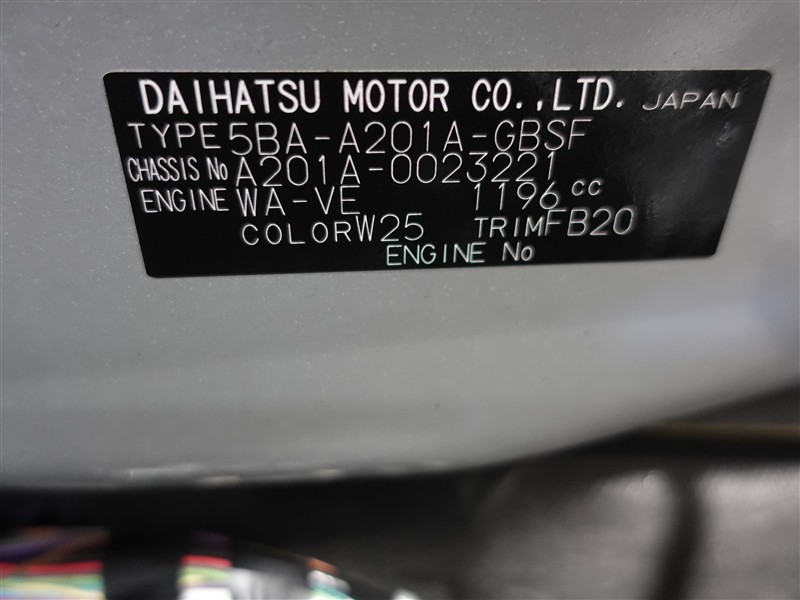 DAIHATSU MOTOR CO.,LTD. JAPAN
TYPE 5BA-A201A-GBSF
CHASSIS No A201A-0023221
ENGINE WA-VE 1196 cc
COLOR W25 TRIM FB20
ENGINE No